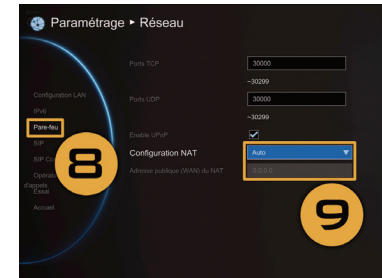 Paramétrage ▸ Réseau
Ports TCP
30000
~30299
Configuration LAN
Ports UDP
30000
IPv6
~30299
Pare-feu
Enable UPnP
SIP
Configuration NAT
Auto
SIP
8
Adresse publique (WAN) du NAT
0.0.0.0
d'appels
Essai
9
Accueil